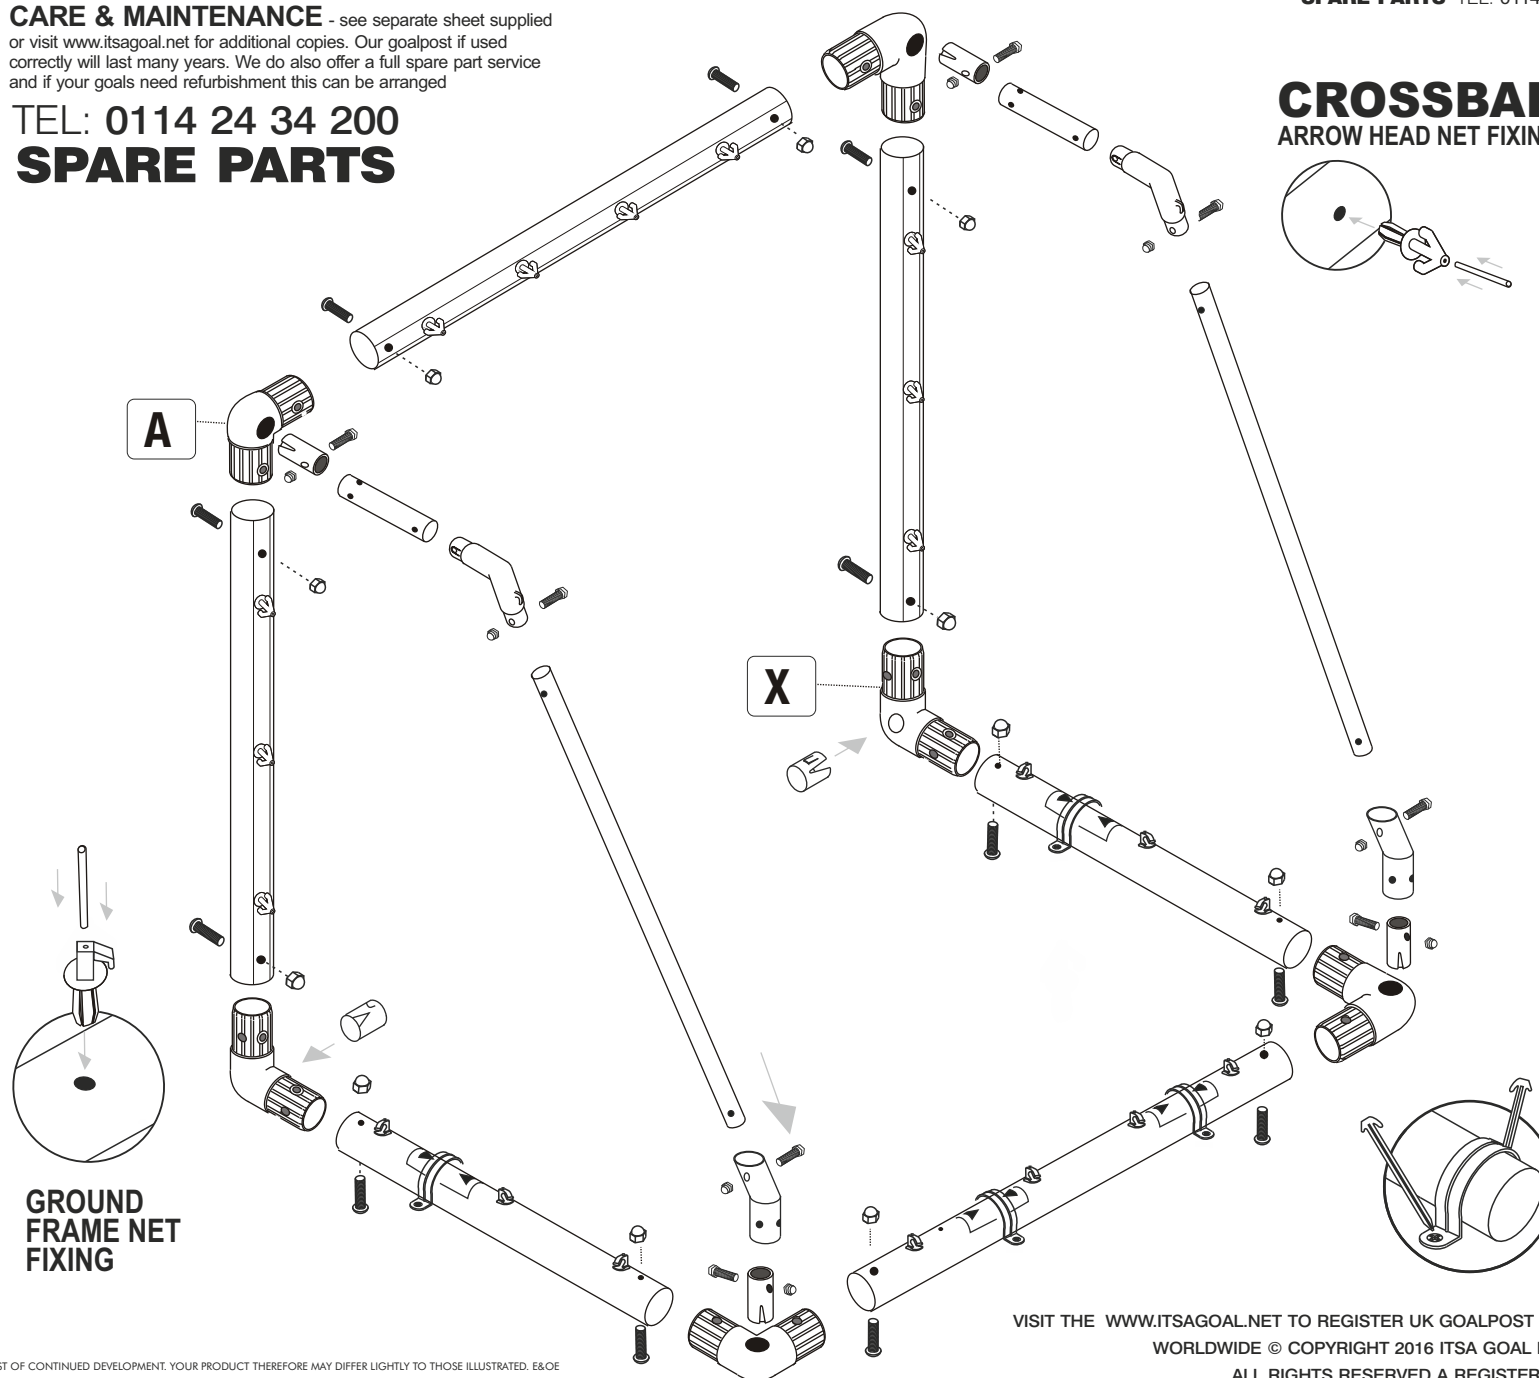 CARE & MAINTENANCE - see separate sheet supplied
or visit www.itsagoal.net for additional copies. Our goalpost if used
correctly will last many years. We do also offer a full spare part service
and if your goals need refurbishment this can be arranged
TEL: 0114 24 34 200
SPARE PARTS
SPARE PARTS TEL: 0114
CROSSBAR
ARROW HEAD NET FIXIN
A
X
GROUND
FRAME NET
FIXING
VISIT THE WWW.ITSAGOAL.NET TO REGISTER UK GOALPOST
WORLDWIDE © COPYRIGHT 2016 ITSA GOAL
ALL RIGHTS RESERVED A REGISTER
ST OF CONTINUED DEVELOPMENT. YOUR PRODUCT THEREFORE MAY DIFFER LIGHTLY TO THOSE ILLUSTRATED. E&OE